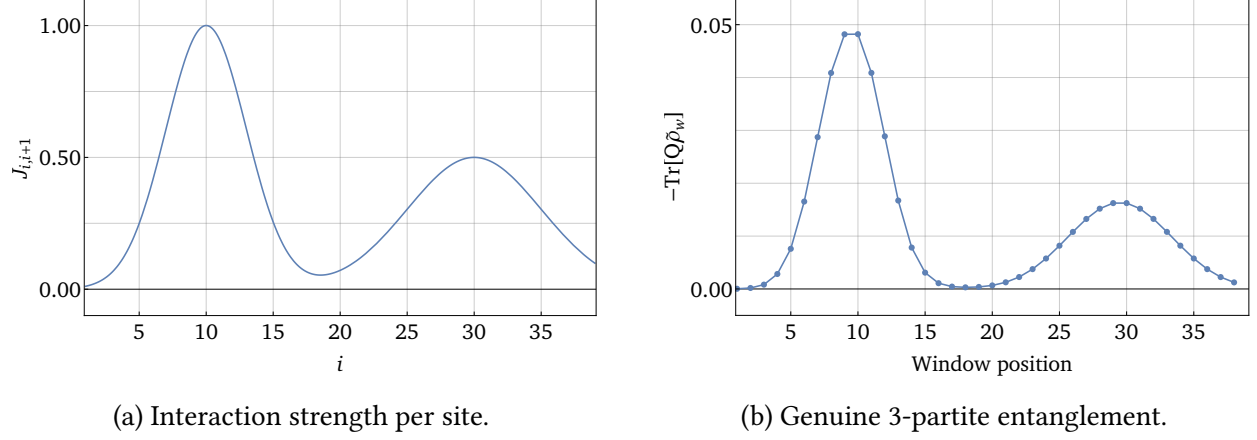 1.00
0.50
0.00
J_{i,i+1}
5 10 15 20 25 30 35
i
(a) Interaction strength per site.
0.05
0.00
−Tr[Qρ̃_w]
5 10 15 20 25 30 35
Window position
(b) Genuine 3-partite entanglement.